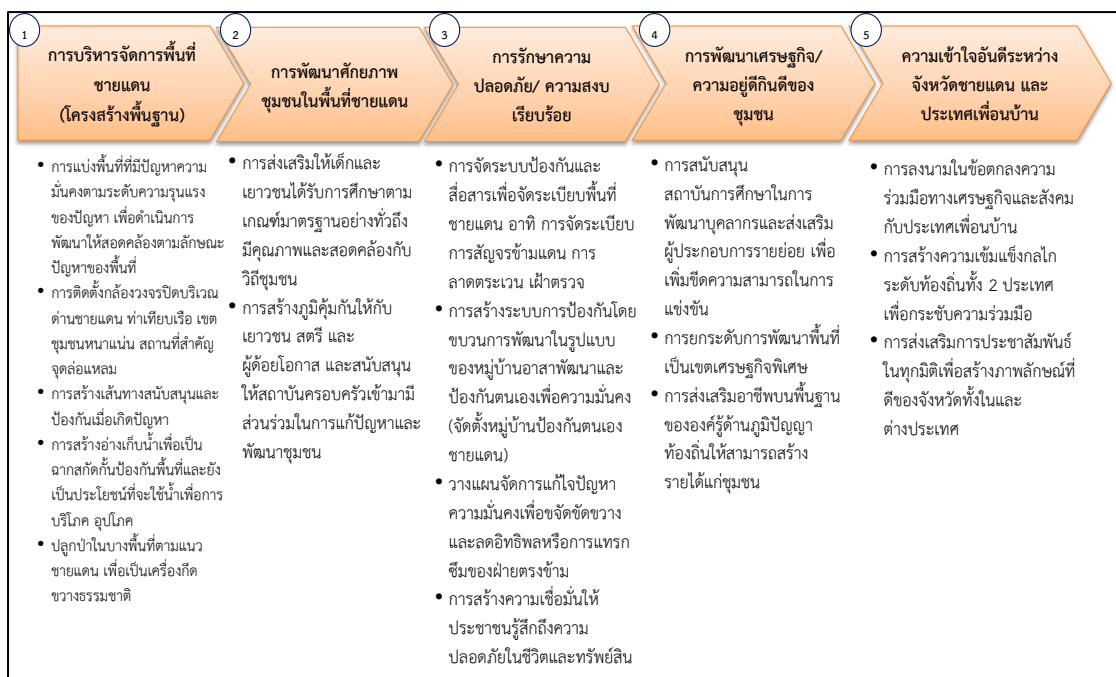 1
การบริหารจัดการพื้นที่
ชายแดน
(โครงสร้างพื้นฐาน)
• การแบ่งพื้นที่ที่มีปัญหาความ
มั่นคงตามระดับความรุนแรง
ของปัญหา เพื่อดำเนินการ
พัฒนาให้สอดคล้องตามลักษณะ
ปัญหาของพื้นที่
• การติดตั้งกล้องวงจรปิดบริเวณ
ด่านชายแดน ท่าเทียบเรือ เขต
ชุมชนหนาแน่น สถานที่สำคัญ
จุดล่อแหลม
• การสร้างเส้นทางสนับสนุนและ
ป้องกันเมื่อเกิดปัญหา
• การสร้างอ่างเก็บน้ำเพื่อเป็น
ฉากสกัดกั้นป้องกันพื้นที่และยัง
เป็นประโยชน์ที่จะใช้น้ำเพื่อการ
บริโภค อุปโภค
• ปลูกป่าในบางพื้นที่ตามแนว
ชายแดน เพื่อเป็นเครื่องกีด
ขวางธรรมชาติ
2
การพัฒนาศักยภาพ
ชุมชนในพื้นที่ชายแดน
• การส่งเสริมให้เด็กและ
เยาวชนได้รับการศึกษาตาม
เกณฑ์มาตรฐานอย่างทั่วถึง
มีคุณภาพและสอดคล้องกับ
วิถีชุมชน
• การสร้างภูมิคุ้มกันให้กับ
เยาวชน สตรี และ
ผู้ด้อยโอกาส และสนับสนุน
ให้สถาบันครอบครัวเข้ามามี
ส่วนร่วมในการแก้ปัญหาและ
พัฒนาชุมชน
3
การรักษาความ
ปลอดภัย/ ความสงบ
เรียบร้อย
• การจัดระบบป้องกันและ
สื่อสารเพื่อจัดระเบียบพื้นที่
ชายแดน อาทิ การจัดระเบียบ
การสัญจรข้ามแดน การ
ลาดตระเวน เฝ้าตรวจ
• การสร้างระบบการป้องกันโดย
ขบวนการพัฒนาในรูปแบบ
ของหมู่บ้านอาสาพัฒนาและ
ป้องกันตนเองเพื่อความมั่นคง
(จัดตั้งหมู่บ้านป้องกันตนเอง
ชายแดน)
• วางแผนจัดการแก้ไขปัญหา
ความมั่นคงเพื่อขจัดขัดขวาง
และลดอิทธิพลหรือการแทรก
ซึมของฝ่ายตรงข้าม
• การสร้างความเชื่อมั่นให้
ประชาชนรู้สึกถึงความ
ปลอดภัยในชีวิตและทรัพย์สิน
4
การพัฒนาเศรษฐกิจ/
ความอยู่ดีกินดีของ
ชุมชน
• การสนับสนุน
สถาบันการศึกษาในการ
พัฒนาบุคลากรและส่งเสริม
ผู้ประกอบการรายย่อย เพื่อ
เพิ่มขีดความสามารถในการ
แข่งขัน
• การยกระดับการพัฒนาพื้นที่
เป็นเขตเศรษฐกิจพิเศษ
• การส่งเสริมอาชีพบนพื้นฐาน
ขององค์รู้ด้านภูมิปัญญา
ท้องถิ่นให้สามารถสร้าง
รายได้แก่ชุมชน
5
ความเข้าใจอันดีระหว่าง
จังหวัดชายแดน และ
ประเทศเพื่อนบ้าน
• การลงนามในข้อตกลงความ
ร่วมมือทางเศรษฐกิจและสังคม
กับประเทศเพื่อนบ้าน
• การสร้างความเข้มแข็งกลไก
ระดับท้องถิ่นทั้ง 2 ประเทศ
เพื่อกระชับความร่วมมือ
• การส่งเสริมการประชาสัมพันธ์
ในทุกมิติเพื่อสร้างภาพลักษณ์ที่
ดีของจังหวัดทั้งในและ
ต่างประเทศ